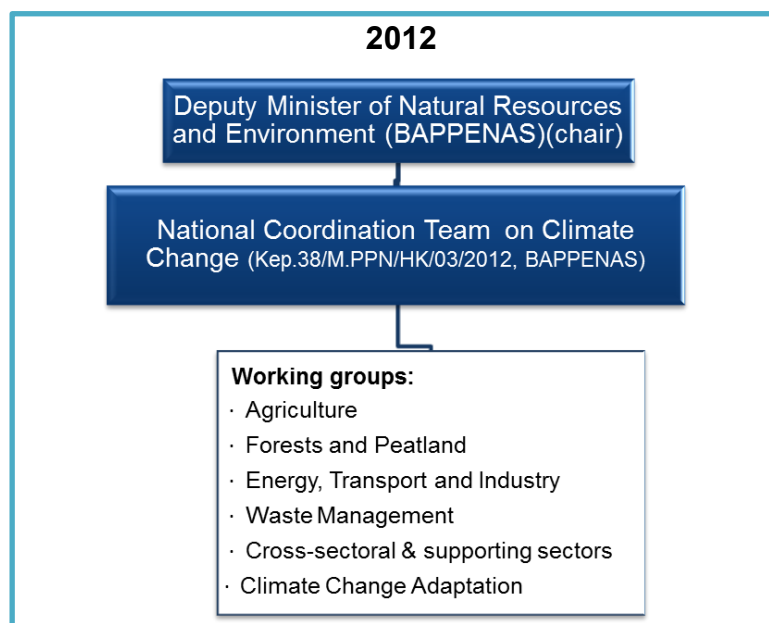 2012
Deputy Minister of Natural Resources
and Environment (BAPPENAS)(chair)
National Coordination Team on Climate
Change (Kep.38/M.PPN/HK/03/2012, BAPPENAS)
Working groups:
· Agriculture
· Forests and Peatland
· Energy, Transport and Industry
· Waste Management
· Cross-sectoral & supporting sectors
· Climate Change Adaptation